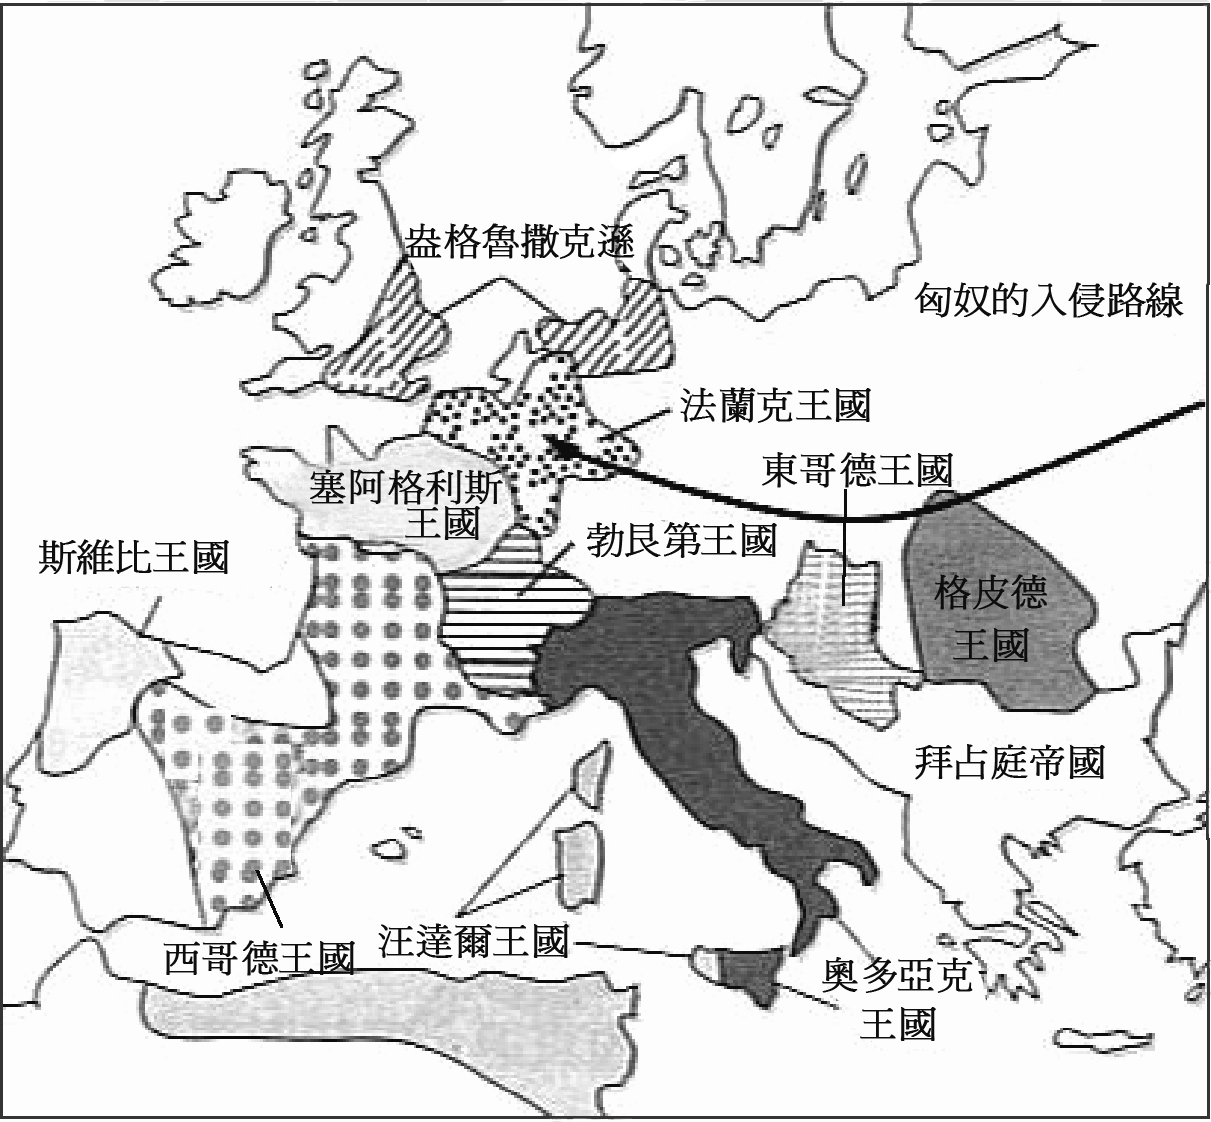 盎格魯撒克遜
匈奴的入侵路線
法蘭克王國
東哥德王國
塞阿格利斯
王國
勃艮第王國
斯維比王國
格皮德
王國
拜占庭帝國
西哥德王國
汪達爾王國
奧多亞克
王國